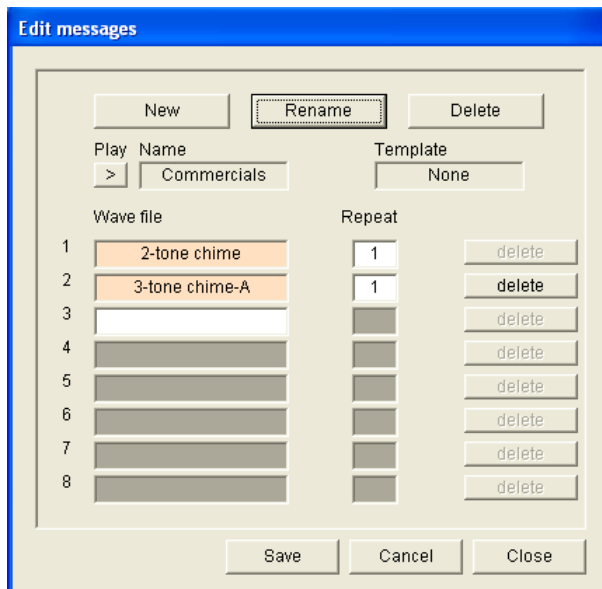 Edit messages
New Rename Delete
Play Name Template
> Commercials None
Wave file Repeat
1 2-tone chime 1 delete
2 3-tone chime-A 1 delete
3 delete
4 delete
5 delete
6 delete
7 delete
8 delete
Save Cancel Close